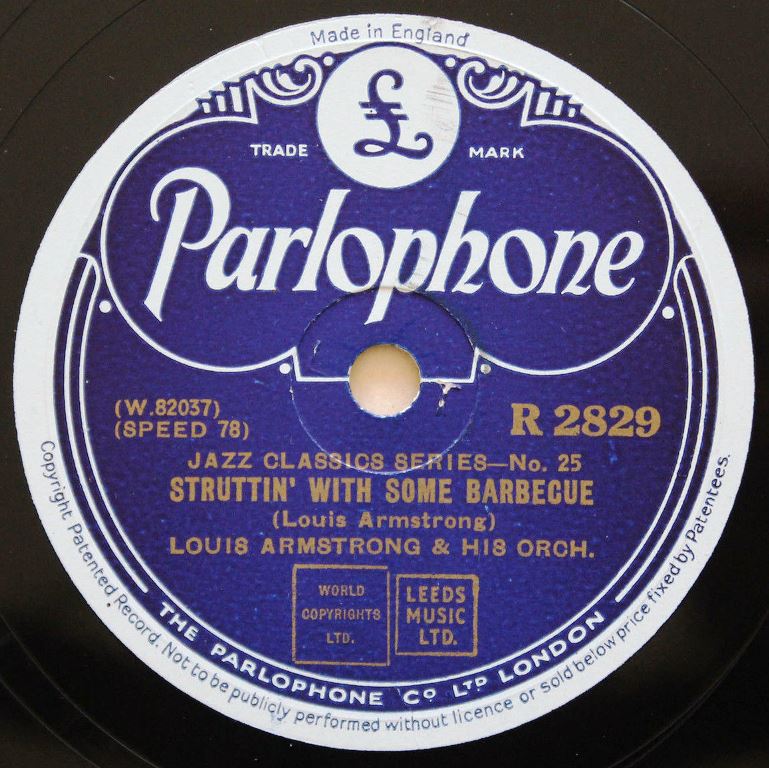 Made in England
£
TRADE MARK
Parlophone
(W.82037)
(SPEED 78)
R 2829
JAZZ CLASSICS SERIES—No. 25
STRUTTIN' WITH SOME BARBECUE
(Louis Armstrong)
LOUIS ARMSTRONG & HIS ORCH.
WORLD
COPYRIGHTS
LTD.
LEEDS
MUSIC
LTD.
THE PARLOPHONE CO LTD LONDON
Copyright Patented Record. Not to be publicly performed without licence or sold below price fixed by Patentees.